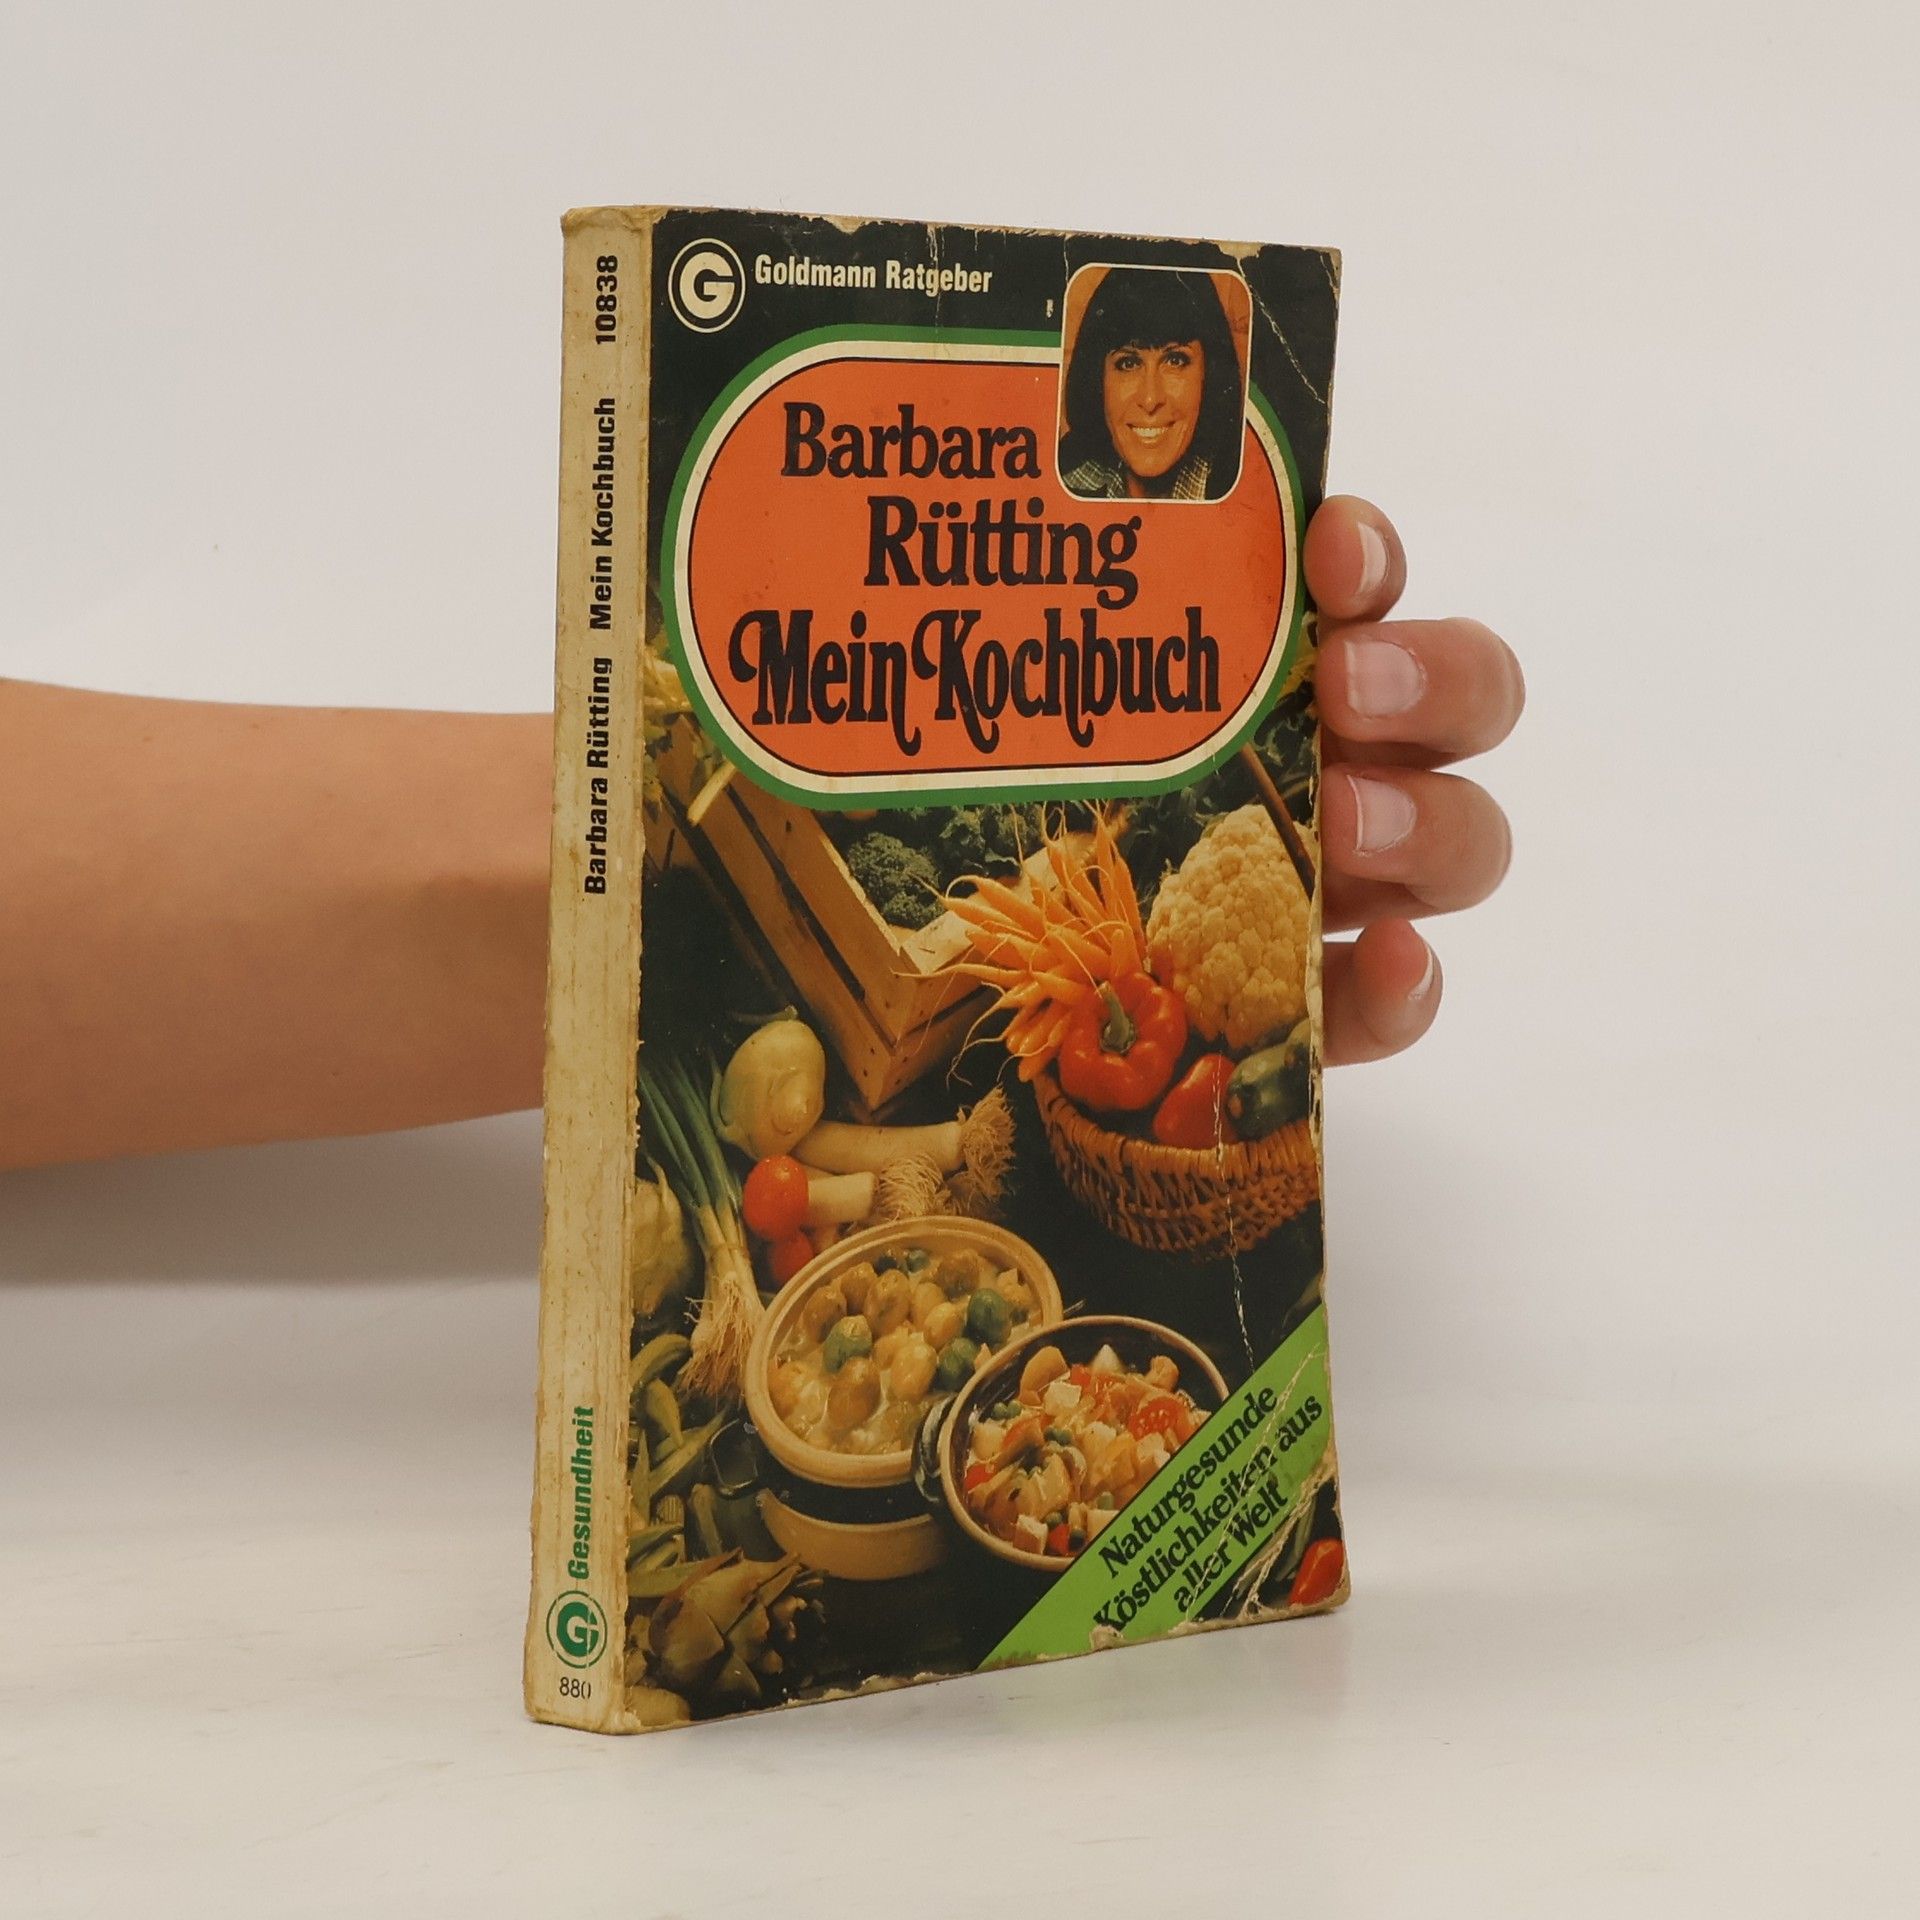 G Goldmann Ratgeber
Barbara
Rütting
Mein Kochbuch
Naturgesunde
Köstlichkeiten aus
aller Welt
Barbara Rütting Mein Kochbuch 10838
G Gesundheit
880